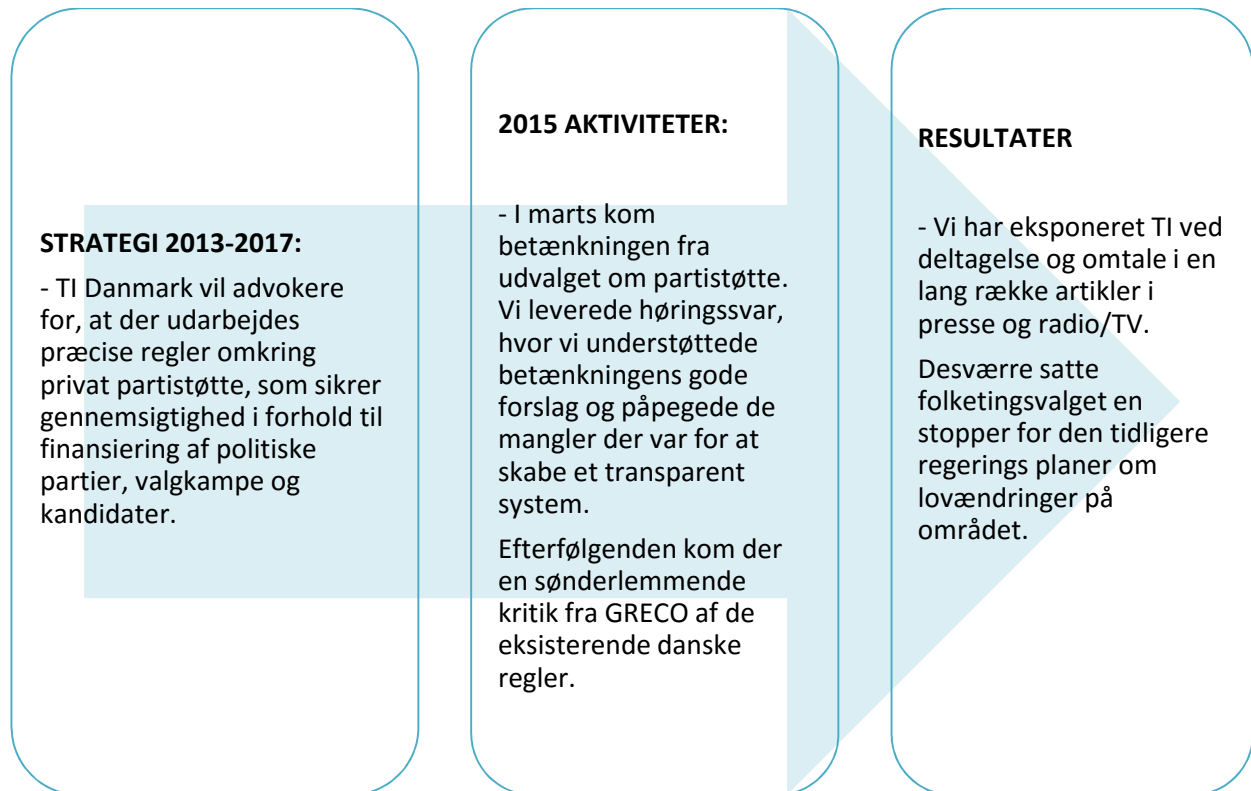 STRATEGI 2013-2017:
- TI Danmark vil advokere
for, at der udarbejdes
præcise regler omkring
privat partistøtte, som sikrer
gennemsigtighed i forhold til
finansiering af politiske
partier, valgkampe og
kandidater.
2015 AKTIVITETER:
- I marts kom
betænkningen fra
udvalget om partistøtte.
Vi leverede høringssvar,
hvor vi understøttede
betænkningens gode
forslag og påpegede de
mangler der var for at
skabe et transparent
system.
Efterfølgenden kom der
en sønderlemmende
kritik fra GRECO af de
eksisterende danske
regler.
RESULTATER
- Vi har eksponeret TI ved
deltagelse og omtale i en
lang række artikler i
presse og radio/TV.
Desværre satte
folketingsvalget en
stopper for den tidligere
regerings planer om
lovændringer på
området.